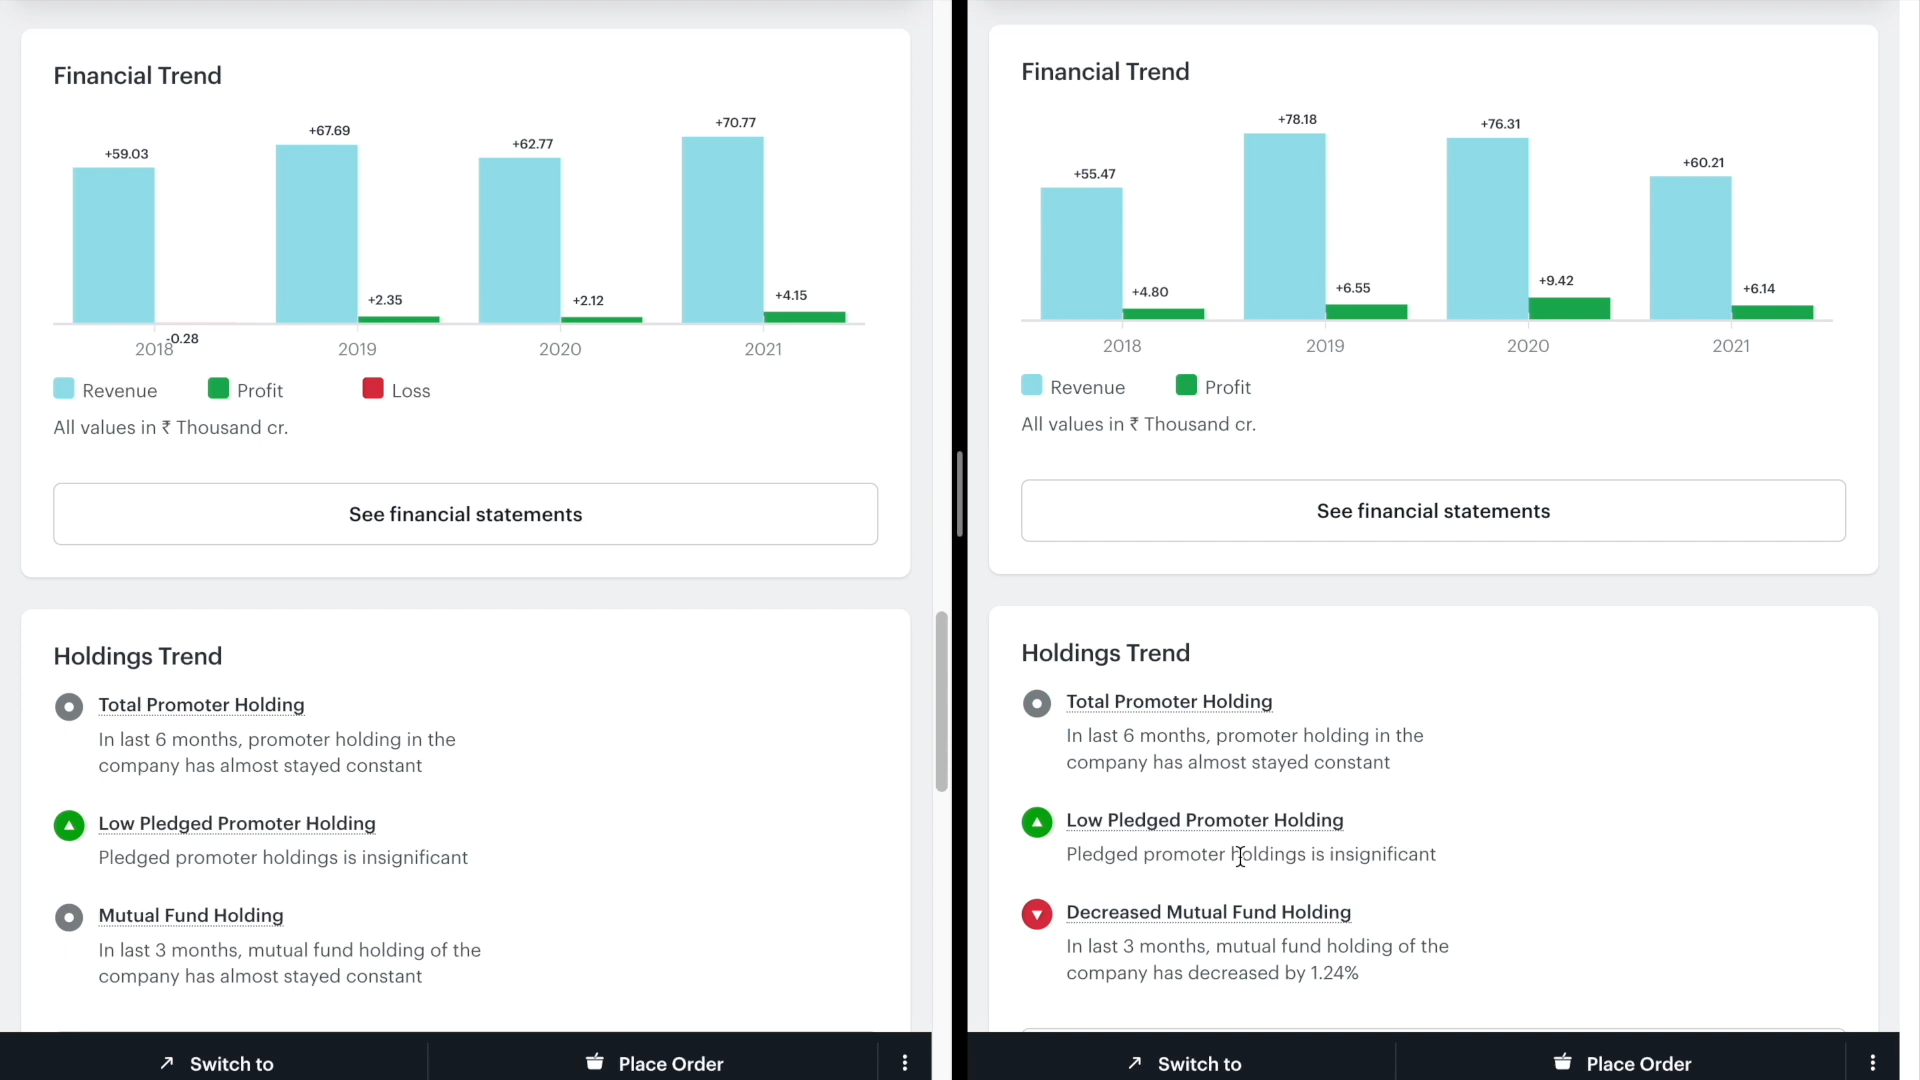 Financial Trend
+59.03
+67.69
+62.77
+70.77
+2.35
+2.12
+4.15
-0.28
2018
2019
2020
2021
Revenue
Profit
Loss
All values in ₹ Thousand cr.
See financial statements
Holdings Trend
Total Promoter Holding
In last 6 months, promoter holding in the
company has almost stayed constant
Low Pledged Promoter Holding
Pledged promoter holdings is insignificant
Mutual Fund Holding
In last 3 months, mutual fund holding of the
company has almost stayed constant
Switch to
Place Order
Financial Trend
+55.47
+78.18
+76.31
+60.21
+4.80
+6.55
+9.42
+6.14
2018
2019
2020
2021
Revenue
Profit
All values in ₹ Thousand cr.
See financial statements
Holdings Trend
Total Promoter Holding
In last 6 months, promoter holding in the
company has almost stayed constant
Low Pledged Promoter Holding
Pledged promoter holdings is insignificant
Decreased Mutual Fund Holding
In last 3 months, mutual fund holding of the
company has decreased by 1.24%
Switch to
Place Order